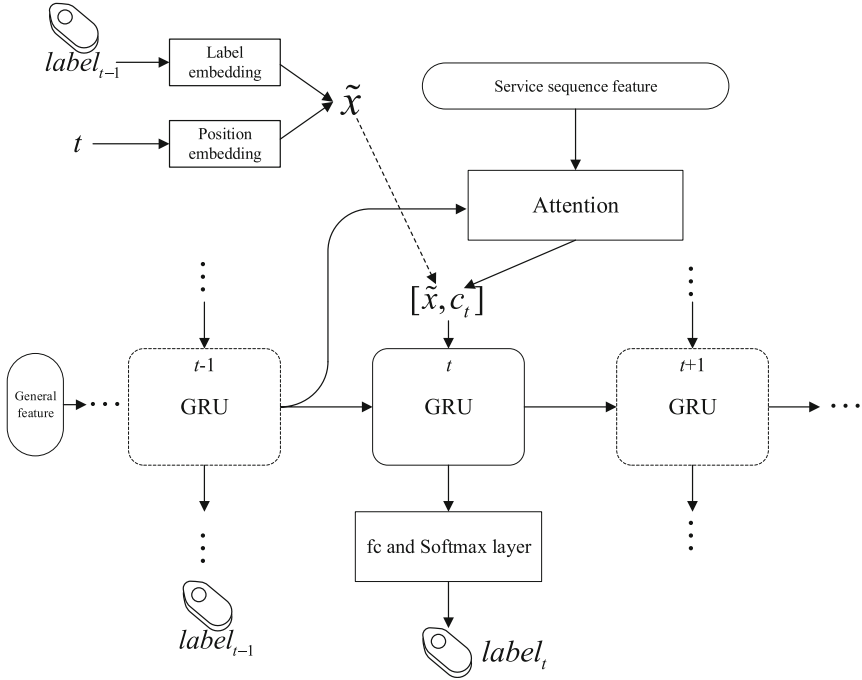 label_{t-1}
Label
embedding
t
Position
embedding
x̃
Service sequence feature
Attention
[x̃, c_t]
General
feature
t-1
GRU
t
GRU
t+1
GRU
fc and Softmax layer
label_{t-1}
label_t